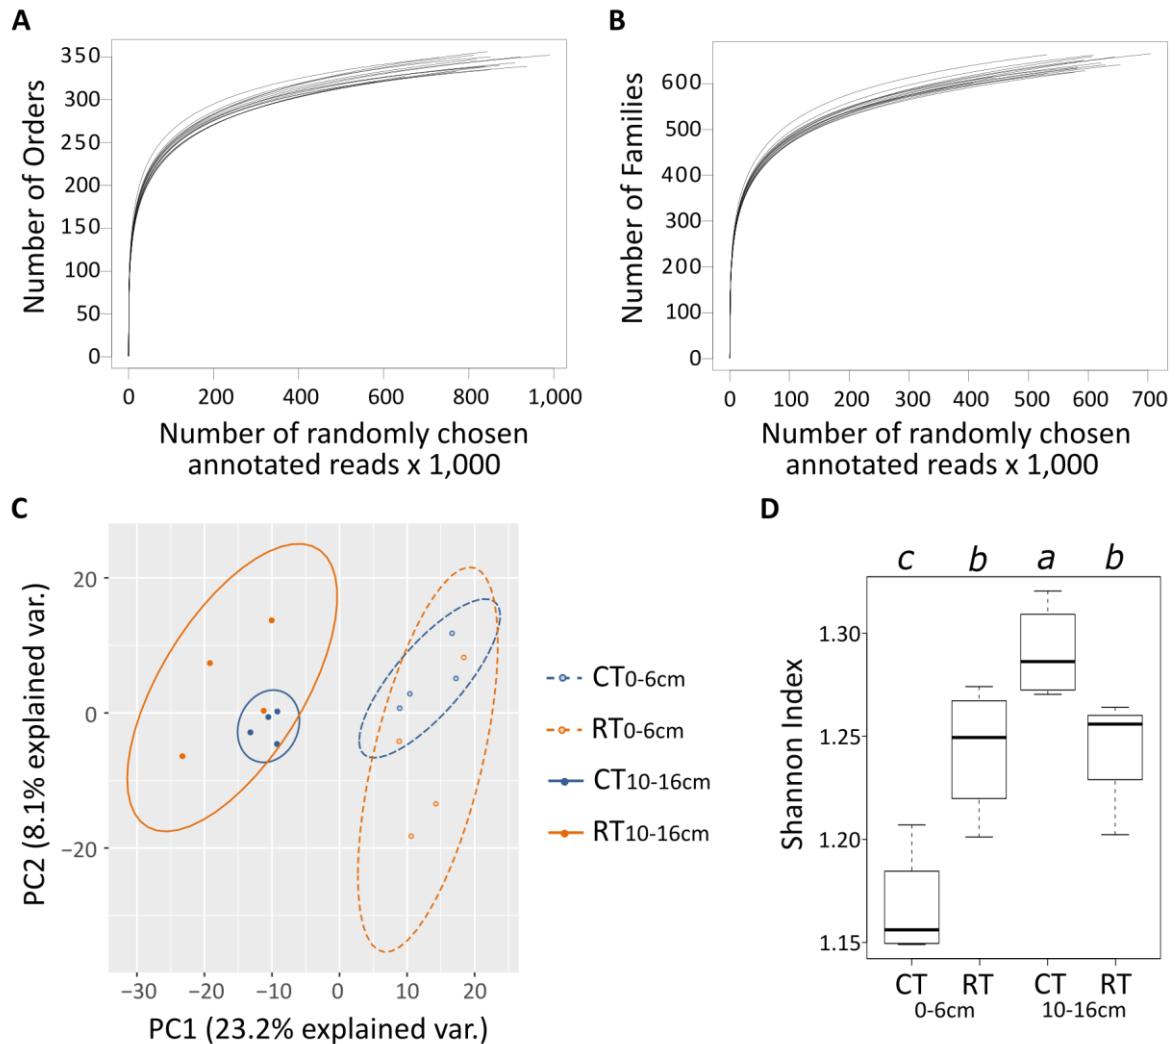 A
Number of Orders
350
300
250
200
150
100
50
0
0 200 400 600 800 1,000
Number of randomly chosen
annotated reads x 1,000
B
Number of Families
600
500
400
300
200
100
0
0 100 200 300 400 500 600 700
Number of randomly chosen
annotated reads x 1,000
C
PC2 (8.1% explained var.)
20
0
−20
−30 −20 −10 0 10 20
PC1 (23.2% explained var.)
CT0-6cm
RT0-6cm
CT10-16cm
RT10-16cm
D
c b a b
Shannon Index
1.30
1.25
1.20
1.15
CT RT CT RT
0-6cm 10-16cm